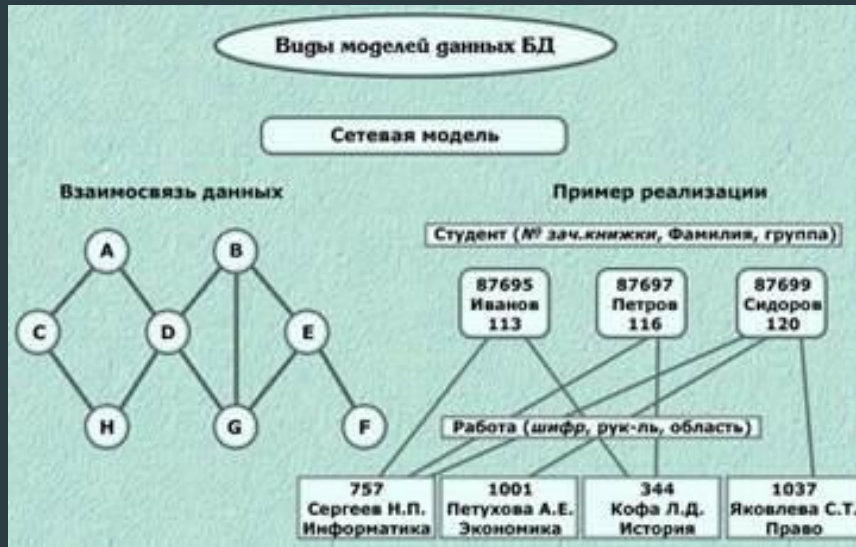 Виды моделей данных БД
Сетевая модель
Взаимосвязь данных
A
B
C
D
E
H
G
F
Пример реализации
Студент (№ зач.книжки, Фамилия, группа)
87695
Иванов
113
87697
Петров
116
87699
Сидоров
120
Работа (шифр, рук-ль, область)
757
Сергеев Н.П.
Информатика
1001
Петухова А.Е.
Экономика
344
Кофа Л.Д.
История
1037
Яковлева С.Т.
Право